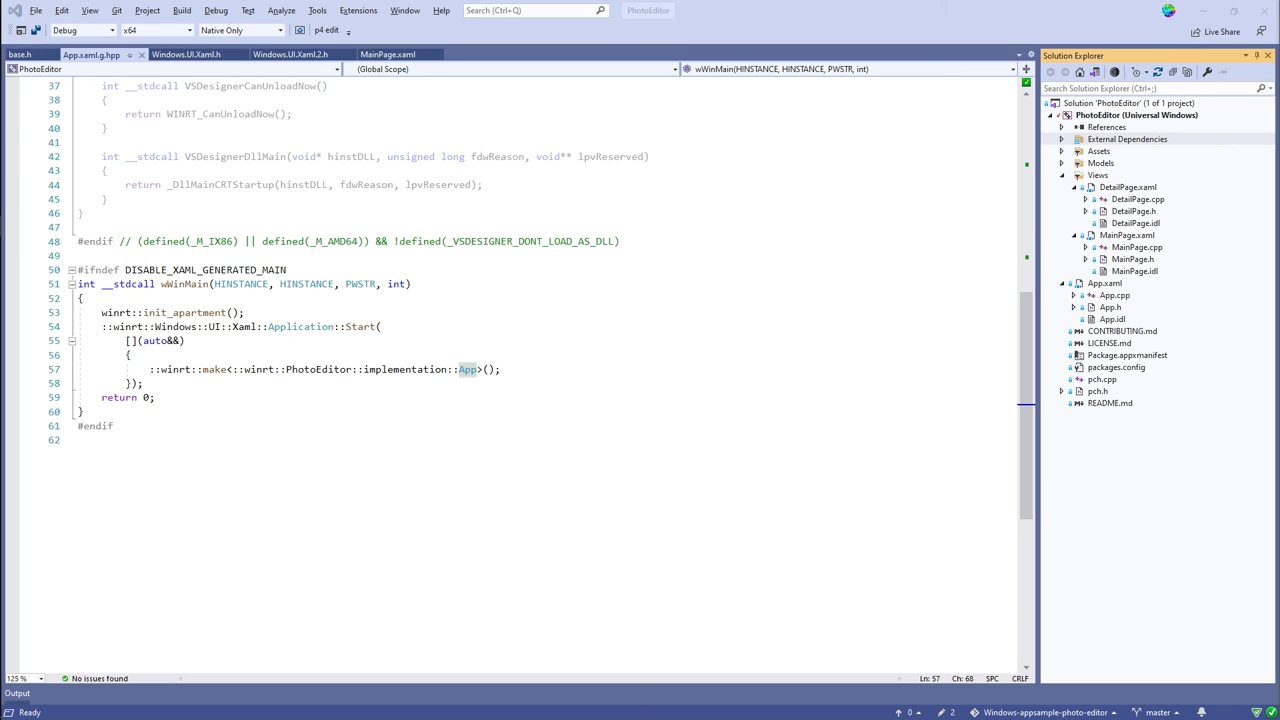 File Edit View Git Project Build Debug Test Analyze Tools Extensions Window Help Search (Ctrl+Q) PhotoEditor
Debug x64 Native Only p4 edit Live Share
base.h App.xaml.g.hpp Windows.UI.Xaml.h Windows.UI.Xaml.2.h MainPage.xaml
PhotoEditor (Global Scope) wWinMain(HINSTANCE, HINSTANCE, PWSTR, int)
37 int __stdcall VSDesignerCanUnloadNow()
38 {
39 return WINRT_CanUnloadNow();
40 }
41
42 int __stdcall VSDesignerDllMain(void* hinstDLL, unsigned long fdwReason, void** lpvReserved)
43 {
44 return _DllMainCRTStartup(hinstDLL, fdwReason, lpvReserved);
45 }
46 }
47
48 #endif // (defined(_M_IX86) || defined(_M_AMD64)) && !defined(_VSDESIGNER_DONT_LOAD_AS_DLL)
49
50 #ifndef DISABLE_XAML_GENERATED_MAIN
51 int __stdcall wWinMain(HINSTANCE, HINSTANCE, PWSTR, int)
52 {
53 winrt::init_apartment();
54 ::winrt::Windows::UI::Xaml::Application::Start(
55 [](auto&&)
56 {
57 ::winrt::make<::winrt::PhotoEditor::implementation::App>();
58 });
59 return 0;
60 }
61 #endif
62
125 % No issues found Ln: 57 Ch: 68 SPC CRLF
Output
Ready 0 2 Windows-appsample-photo-editor master
Solution Explorer
Search Solution Explorer (Ctrl+;)
Solution 'PhotoEditor' (1 of 1 project)
PhotoEditor (Universal Windows)
References
External Dependencies
Assets
Models
Views
DetailPage.xaml
DetailPage.cpp
DetailPage.h
DetailPage.idl
MainPage.xaml
MainPage.cpp
MainPage.h
MainPage.idl
App.xaml
App.cpp
App.h
App.idl
CONTRIBUTING.md
LICENSE.md
Package.appxmanifest
packages.config
pch.cpp
pch.h
README.md